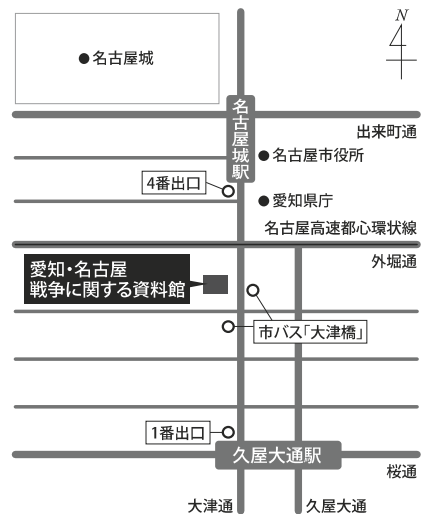 N
名古屋城
名古屋城駅
出来町通
名古屋市役所
4番出口
愛知県庁
名古屋高速都心環状線
外堀通
愛知・名古屋
戦争に関する資料館
市バス「大津橋」
1番出口
久屋大通駅
桜通
大津通
久屋大通